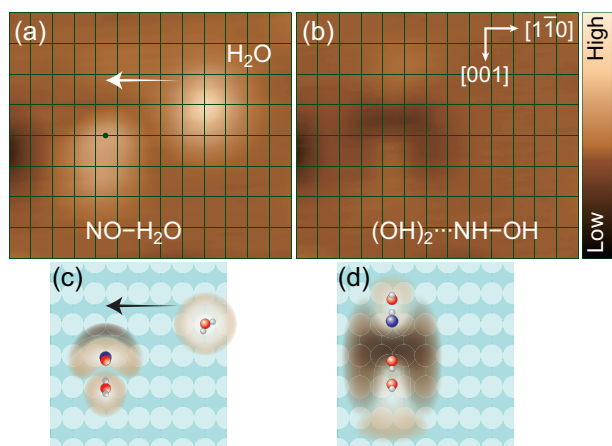 (a)
H₂O
NO−H₂O
(b)
[11̅0]
[001]
(OH)₂···NH−OH
High
Low
(c)
(d)